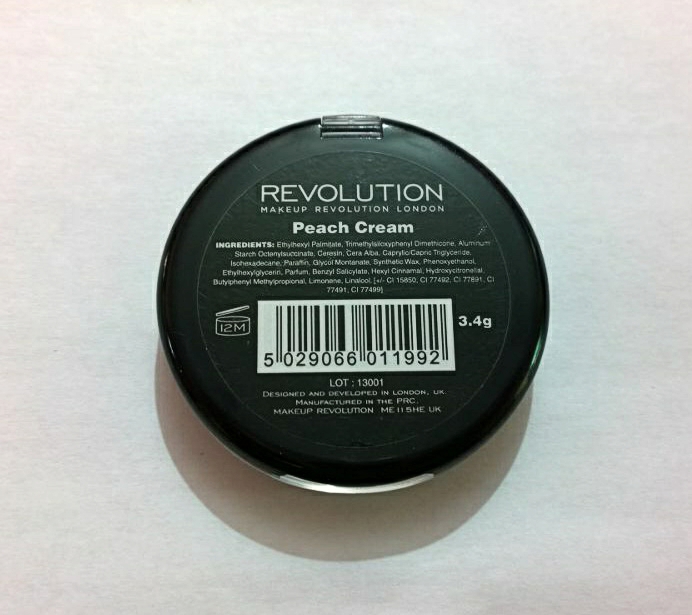 REVOLUTION
MAKEUP REVOLUTION LONDON
Peach Cream
INGREDIENTS: Ethylhexyl Palmitate, Trimethylsiloxyphenyl Dimethicone, Aluminum
Starch Octenylsuccinate, Ceresin, Cera Alba, Caprylic/Capric Triglyceride,
Isohexadecane, Paraffin, Glycol Montanate, Synthetic Wax, Phenoxyethanol,
Ethylhexylglycerin, Parfum, Benzyl Salicylate, Hexyl Cinnamal, Hydroxycitronellal,
Butylphenyl Methylpropional, Limonene, Linalool. [+/- CI 15850, CI 77492, CI 77891, CI
77491, CI 77499]
12M
3.4g
5 029066 011992
LOT : 13001
DESIGNED AND DEVELOPED IN LONDON, UK.
MANUFACTURED IN THE PRC.
MAKEUP REVOLUTION ME11 5HE UK